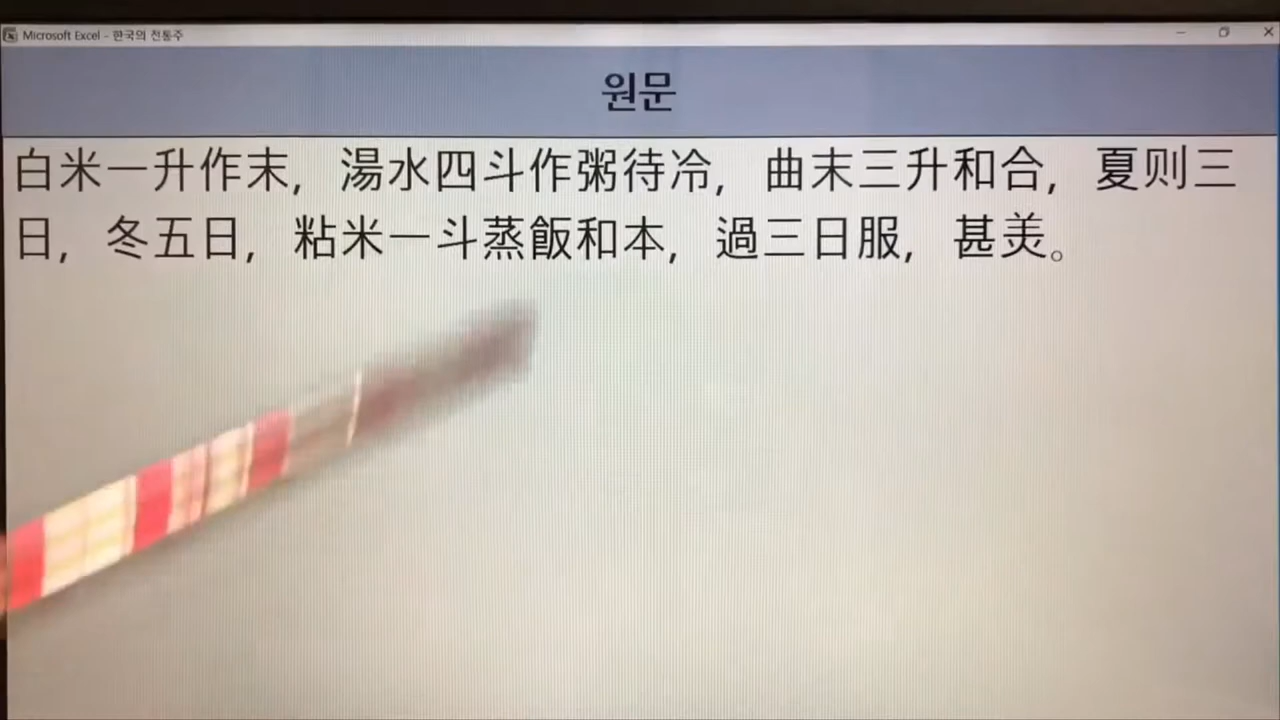 Microsoft Excel - 한국의 전통주
원문
白米一升作末, 湯水四斗作粥待冷, 曲末三升和合, 夏则三
日, 冬五日, 粘米一斗蒸飯和本, 過三日服, 甚羙。